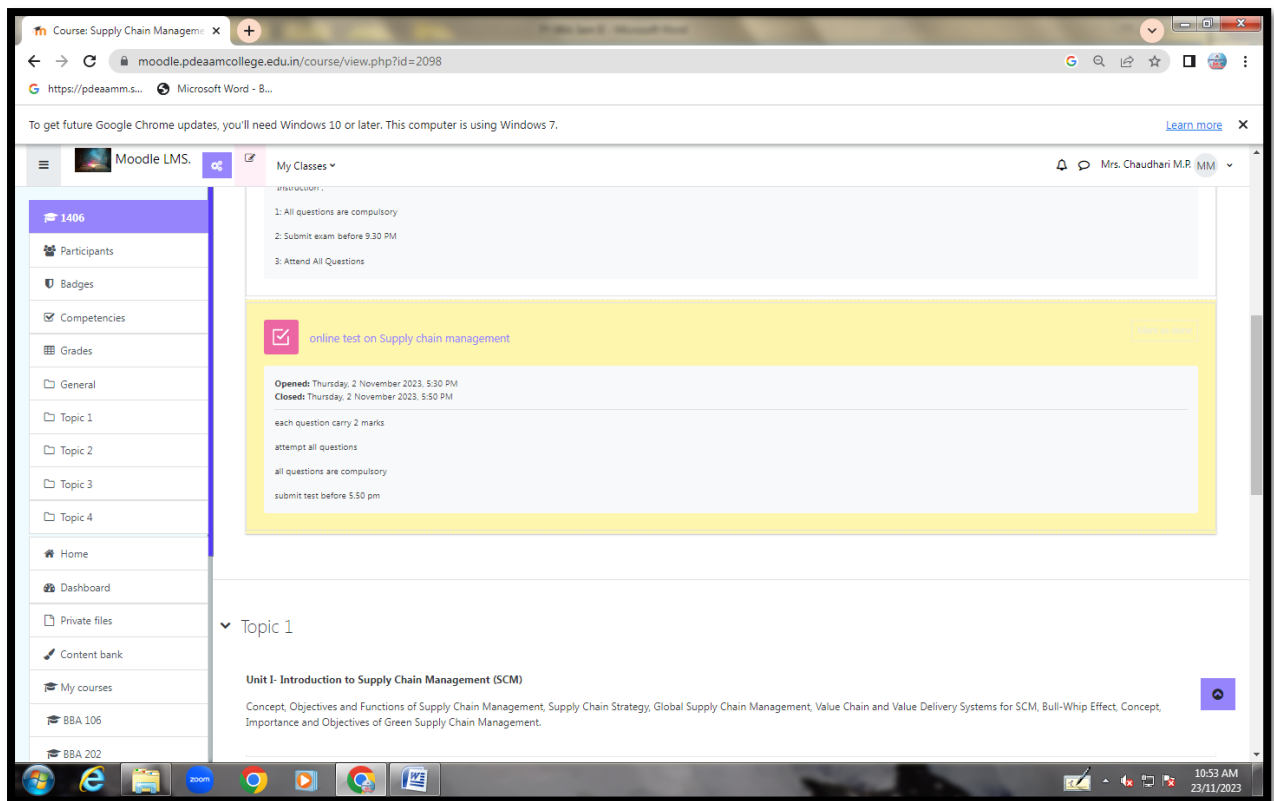 Course: Supply Chain Manageme
moodle.pdeaamcollege.edu.in/course/view.php?id=2098
https://pdeaamm.s... Microsoft Word - B...
To get future Google Chrome updates, you'll need Windows 10 or later. This computer is using Windows 7. Learn more
Moodle LMS. My Classes Mrs. Chaudhari M.P. MM
1406
Participants
Badges
Competencies
Grades
General
Topic 1
Topic 2
Topic 3
Topic 4
Home
Dashboard
Private files
Content bank
My courses
BBA 106
BBA 202
Instruction :
1: All questions are compulsory
2: Submit exam before 9.30 PM
3: Attend All Questions
online test on Supply chain management
Opened: Thursday, 2 November 2023, 5:30 PM
Closed: Thursday, 2 November 2023, 5:50 PM
each question carry 2 marks
attempt all questions
all questions are compulsory
submit test before 5.50 pm
Topic 1
Unit I- Introduction to Supply Chain Management (SCM)
Concept, Objectives and Functions of Supply Chain Management, Supply Chain Strategy, Global Supply Chain Management, Value Chain and Value Delivery Systems for SCM, Bull-Whip Effect, Concept,
Importance and Objectives of Green Supply Chain Management.
zoom
10:53 AM
23/11/2023